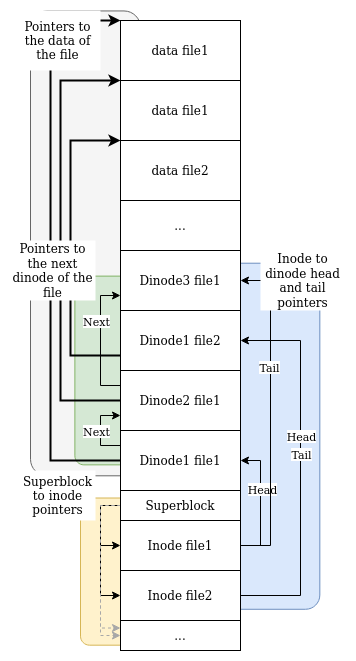 Pointers to
the data of
the file
data file1
data file1
data file2
...
Pointers to
the next
dinode of the
file
Inode to
dinode head
and tail
pointers
Dinode3 file1
Next
Dinode1 file2
Tail
Dinode2 file1
Next
Head
Tail
Dinode1 file1
Head
Superblock
to inode
pointers
Superblock
Inode file1
Inode file2
...